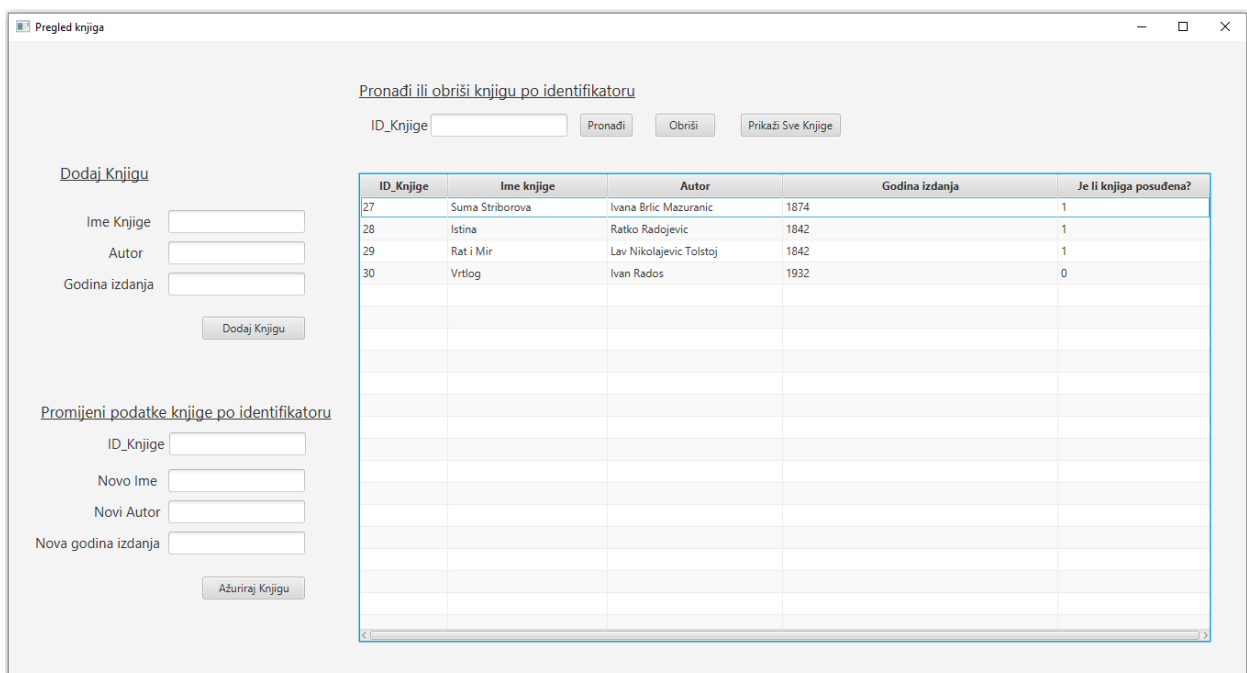 Pregled knjiga
Pronađi ili obriši knjigu po identifikatoru
ID_Knjige Pronađi Obriši Prikaži Sve Knjige
Dodaj Knjigu
Ime Knjige
Autor
Godina izdanja
Dodaj Knjigu
Promijeni podatke knjige po identifikatoru
ID_Knjige
Novo Ime
Novi Autor
Nova godina izdanja
Ažuriraj Knjigu
ID_Knjige Ime knjige Autor Godina izdanja Je li knjiga posuđena?
27 Suma Striborova Ivana Brlic Mazuranic 1874 1
28 Istina Ratko Radojevic 1842 1
29 Rat i Mir Lav Nikolajevic Tolstoj 1842 1
30 Vrtlog Ivan Rados 1932 0